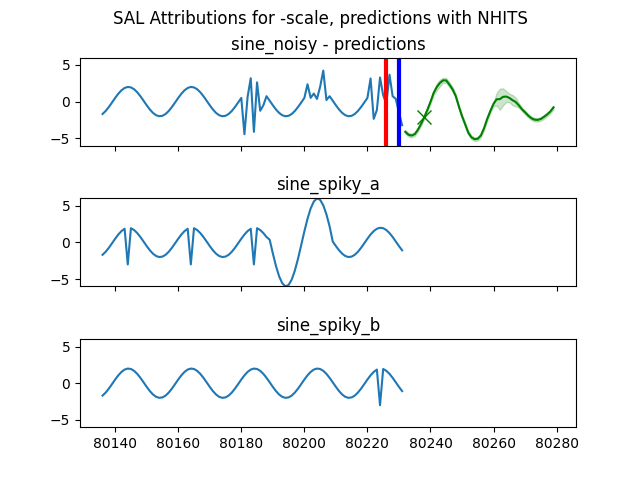 SAL Attributions for -scale, predictions with NHITS
sine_noisy - predictions
5
0
−5
sine_spiky_a
5
0
−5
sine_spiky_b
5
0
−5
80140 80160 80180 80200 80220 80240 80260 80280